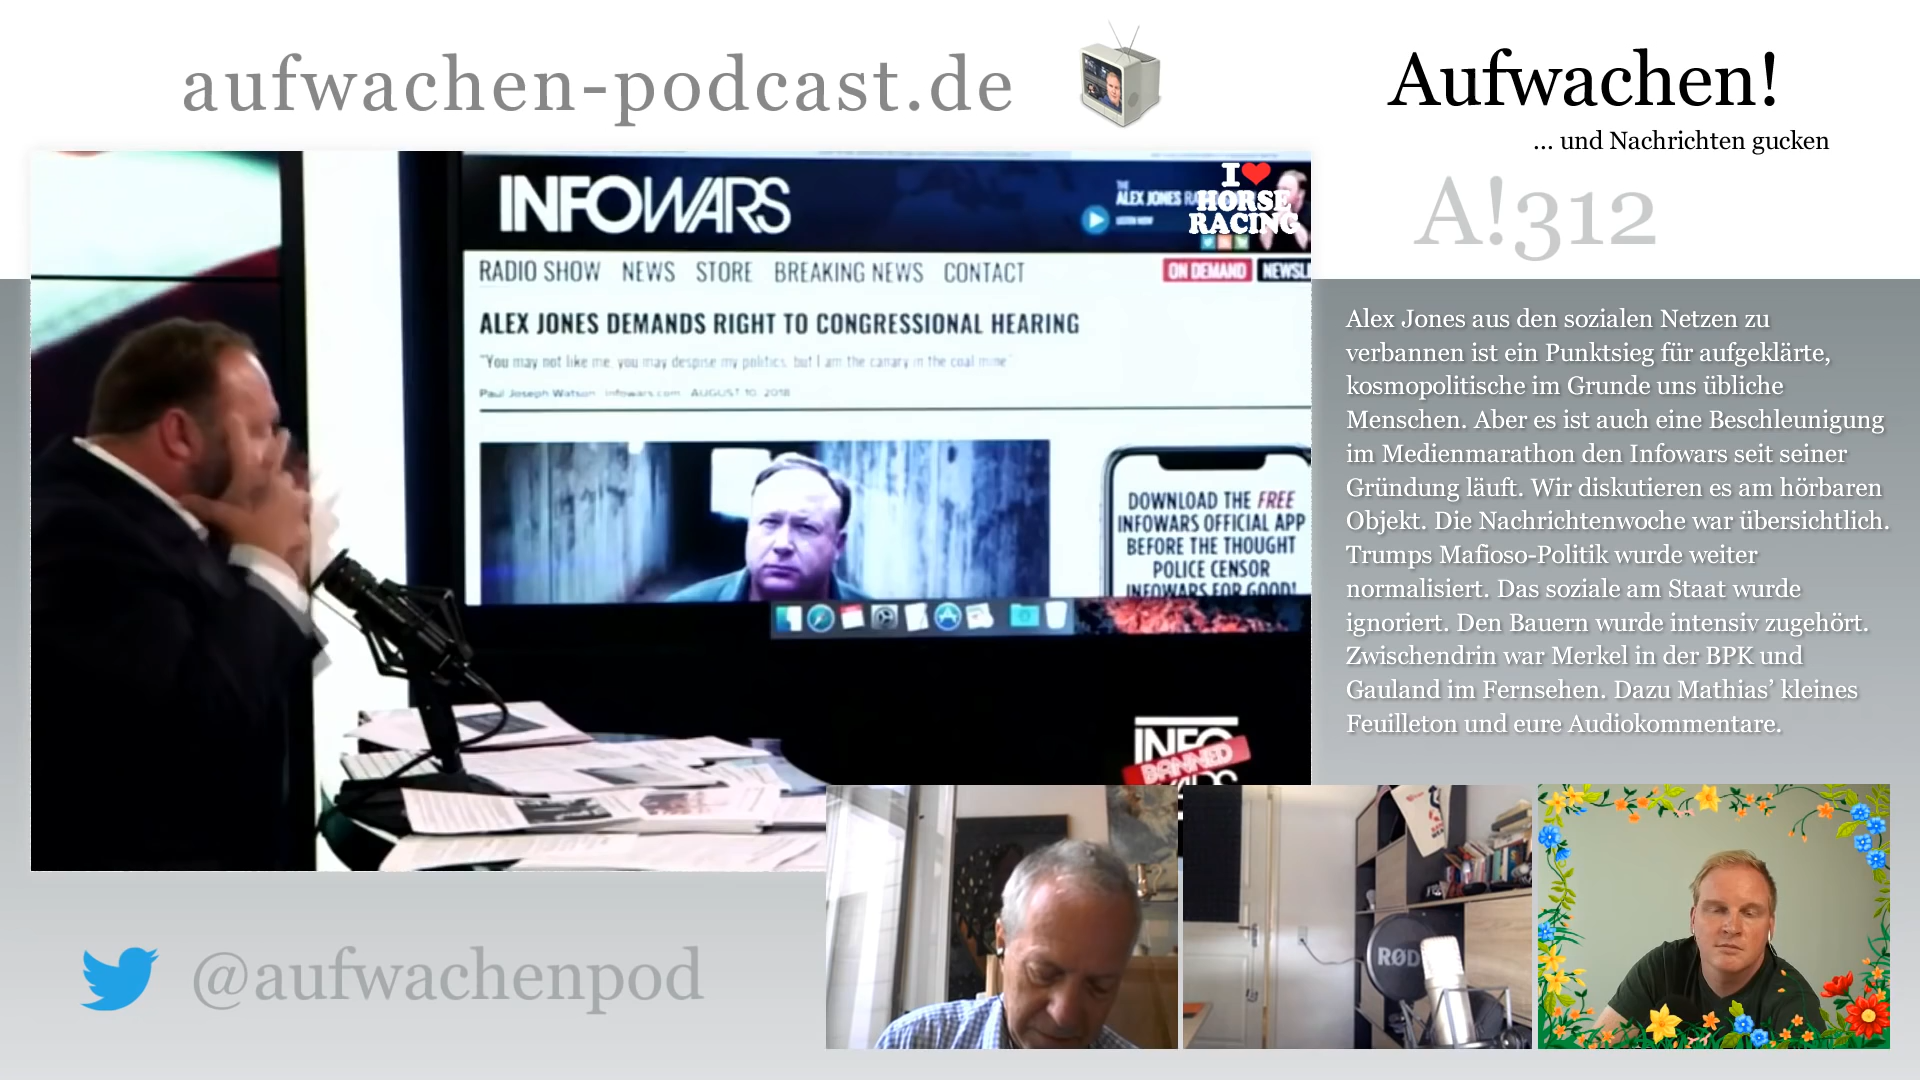 aufwachen-podcast.de
Aufwachen!
... und Nachrichten gucken
A!312
INFOWARS
THE
ALEX JONES
LISTEN NOW
I
HORSE
RACING
RADIO SHOW NEWS STORE BREAKING NEWS CONTACT
ON DEMAND
ALEX JONES DEMANDS RIGHT TO CONGRESSIONAL HEARING
"You may not like me, you may despise my politics, but I am the canary in the coal mine"
Paul Joseph Watson Infowars.com AUGUST 10, 2018
DOWNLOAD THE FREE
INFOWARS OFFICIAL APP
BEFORE THE THOUGHT
POLICE CENSOR
INFOWARS FOR GOOD!
INFO
BANNED
Alex Jones aus den sozialen Netzen zu
verbannen ist ein Punktsieg für aufgeklärte,
kosmopolitische im Grunde uns übliche
Menschen. Aber es ist auch eine Beschleunigung
im Medienmarathon den Infowars seit seiner
Gründung läuft. Wir diskutieren es am hörbaren
Objekt. Die Nachrichtenwoche war übersichtlich.
Trumps Mafioso-Politik wurde weiter
normalisiert. Das soziale am Staat wurde
ignoriert. Den Bauern wurde intensiv zugehört.
Zwischendrin war Merkel in der BPK und
Gauland im Fernsehen. Dazu Mathias’ kleines
Feuilleton und eure Audiokommentare.
RØD
@aufwachenpod